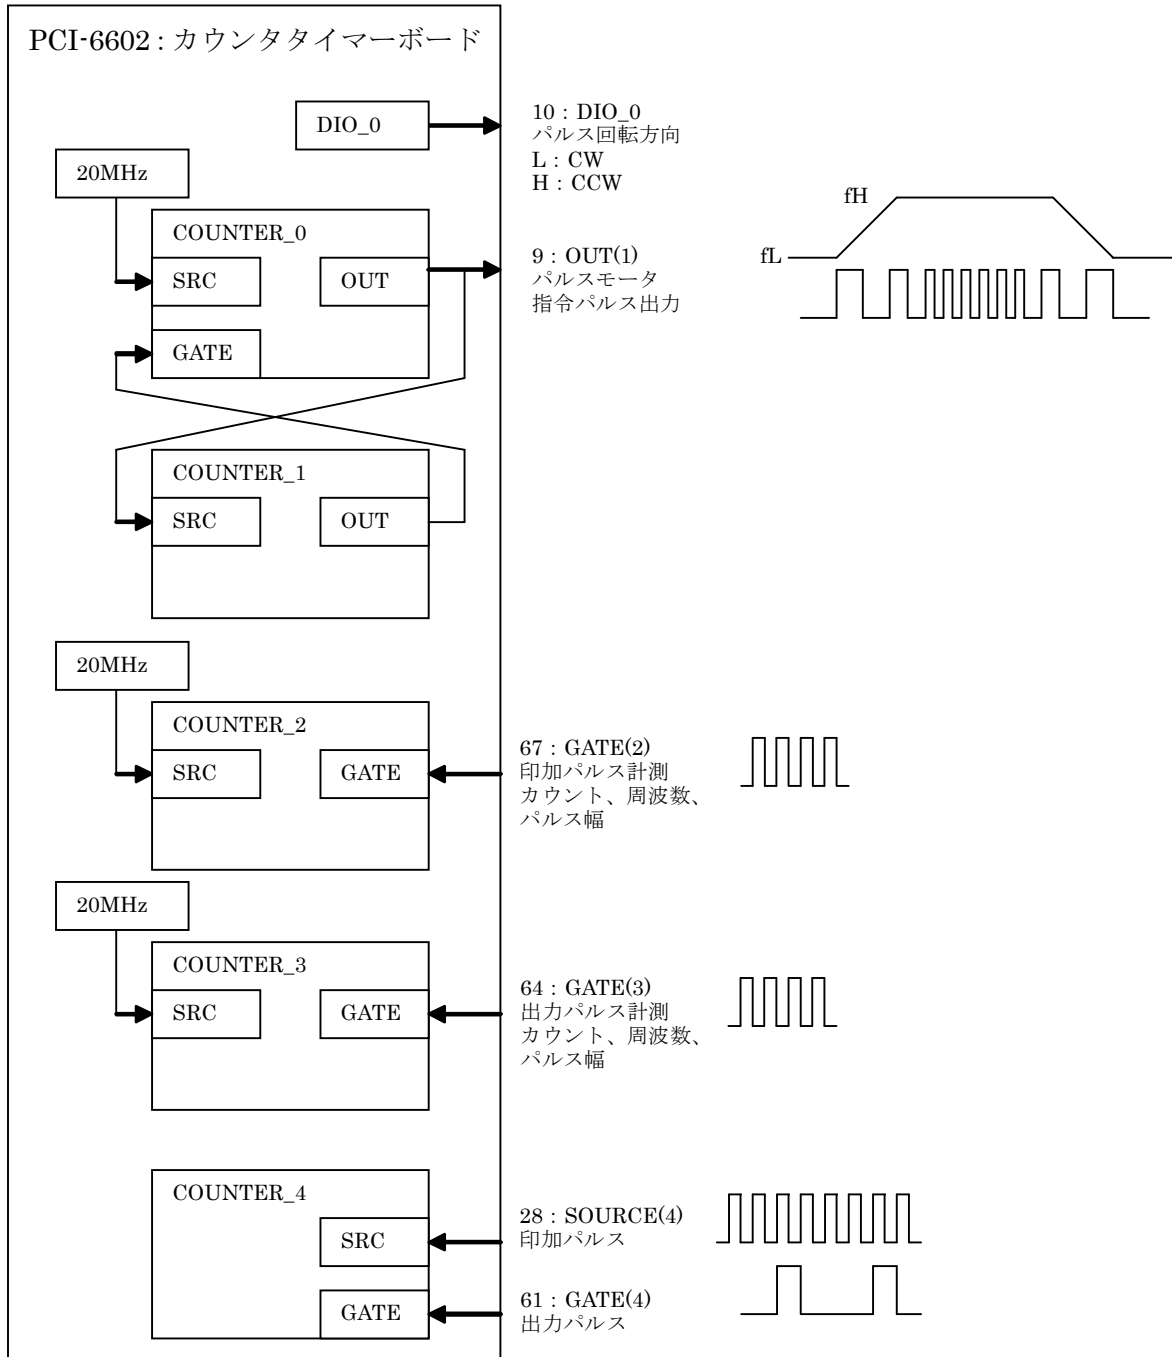 PCI-6602 : カウンタタイマーボード
DIO_0
10 : DIO_0
パルス回転方向
L : CW
H : CCW
20MHz
COUNTER_0
SRC
OUT
GATE
9 : OUT(1)
パルスモータ
指令パルス出力
fH
fL
COUNTER_1
SRC
OUT
20MHz
COUNTER_2
SRC
GATE
67 : GATE(2)
印加パルス計測
カウント、周波数、
パルス幅
20MHz
COUNTER_3
SRC
GATE
64 : GATE(3)
出力パルス計測
カウント、周波数、
パルス幅
COUNTER_4
SRC
GATE
28 : SOURCE(4)
印加パルス
61 : GATE(4)
出力パルス